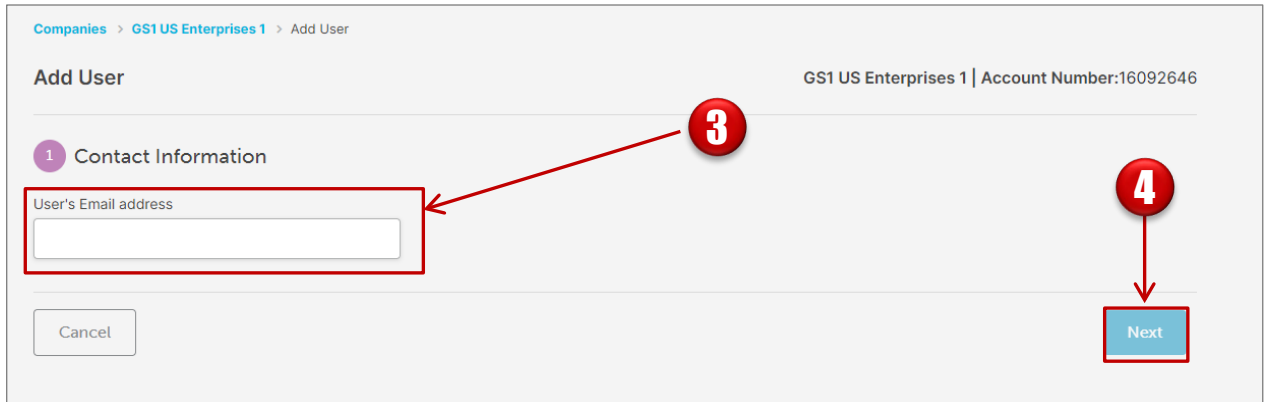 Companies > GS1 US Enterprises 1 > Add User
Add User
GS1 US Enterprises 1 | Account Number:16092646
3
1 Contact Information
4
User's Email address
Cancel
Next